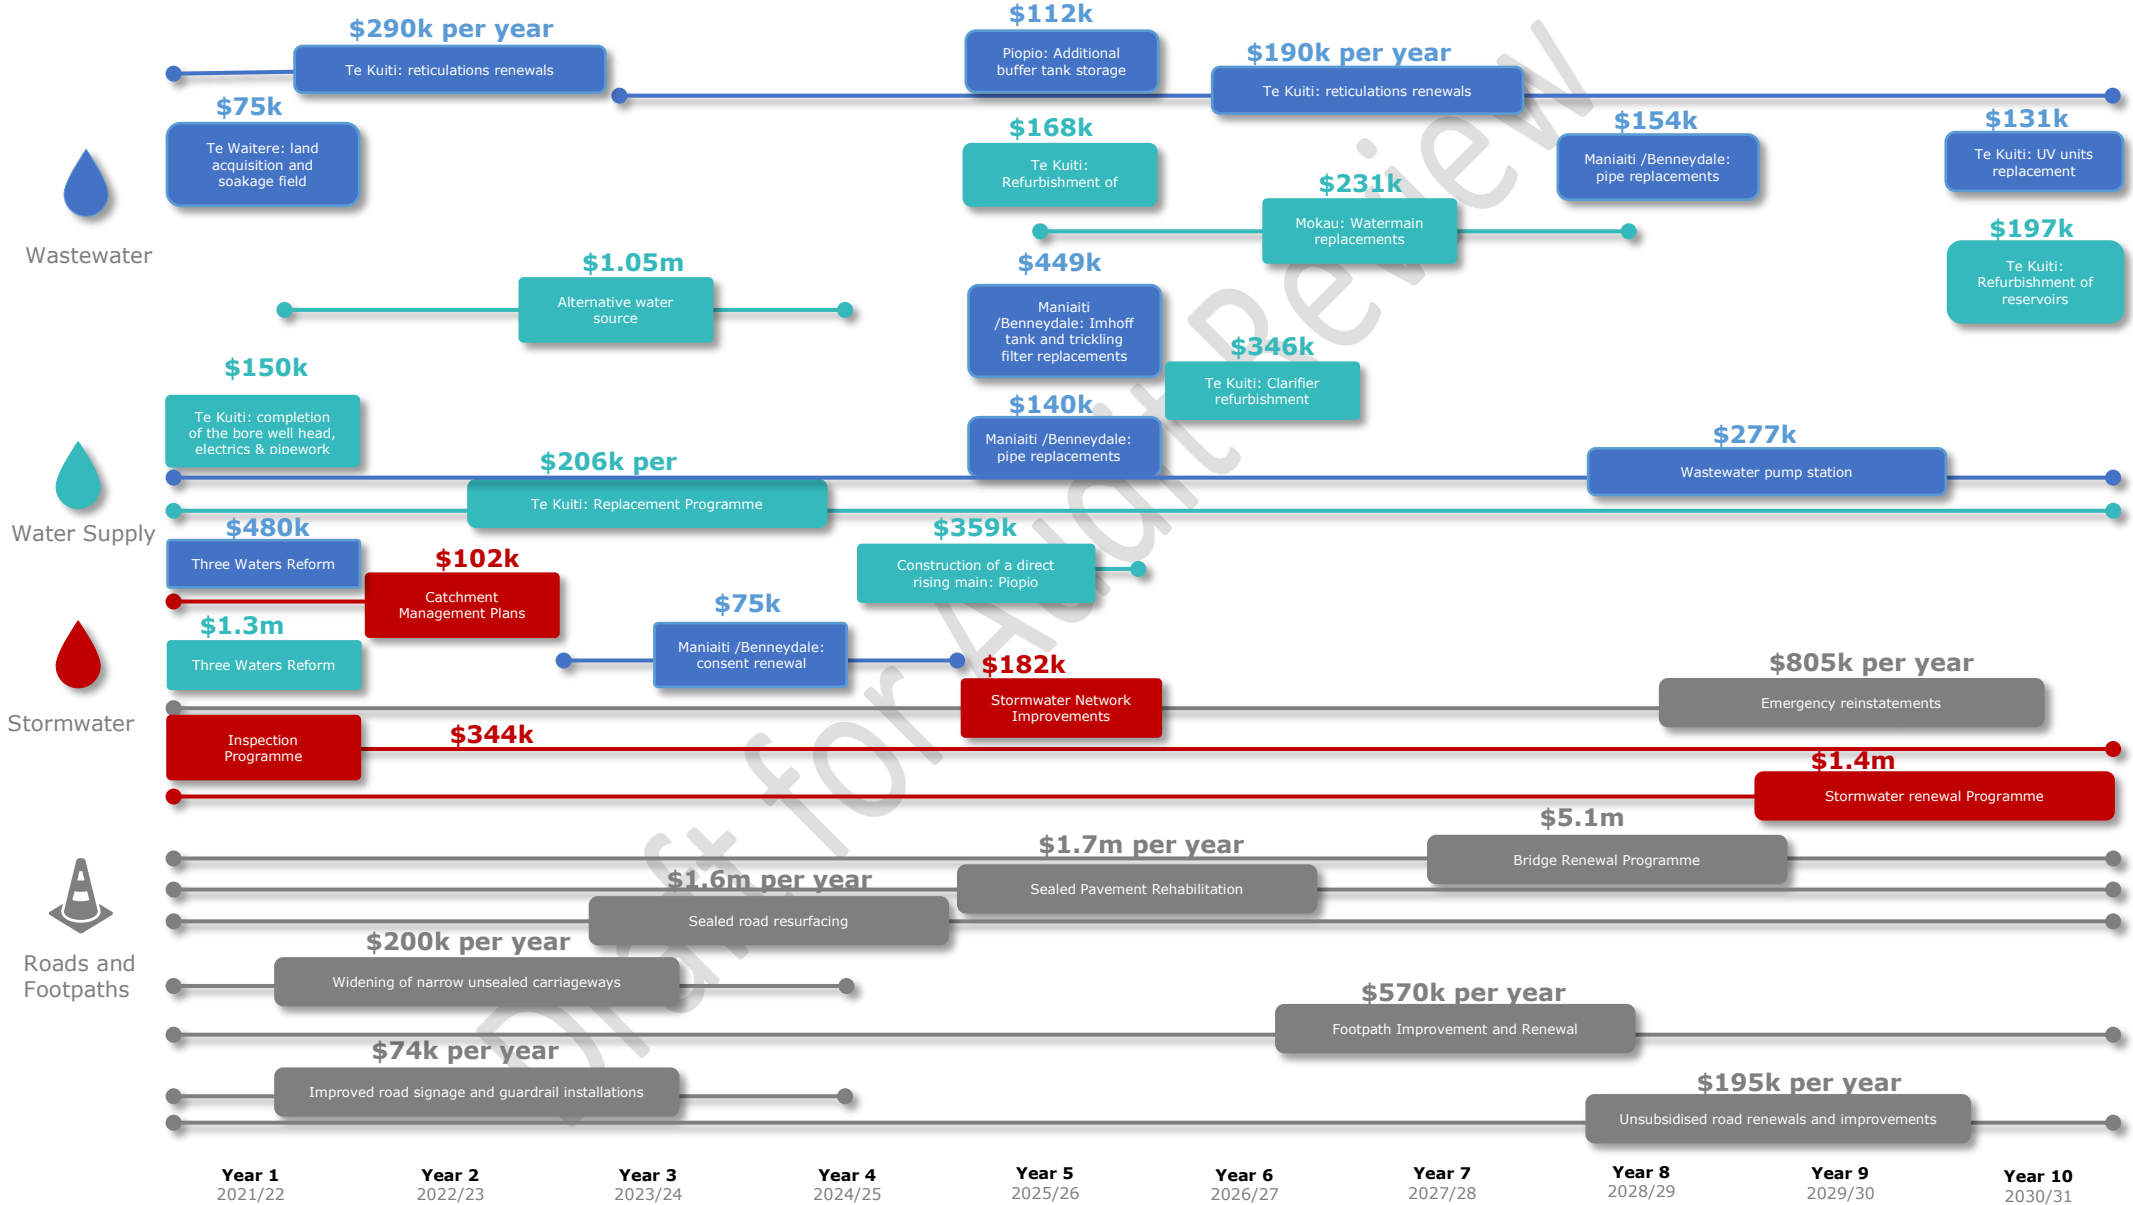 $290k per year
Te Kuiti: reticulations renewals
$112k
Piopio: Additional
buffer tank storage
$190k per year
Te Kuiti: reticulations renewals
$75k
Te Waitere: land
acquisition and
soakage field
$168k
Te Kuiti:
Refurbishment of
$154k
Maniaiti /Benneydale:
pipe replacements
$131k
Te Kuiti: UV units
replacement
Wastewater
$231k
Mokau: Watermain
replacements
$197k
Te Kuiti:
Refurbishment of
reservoirs
$1.05m
Alternative water
source
$449k
Maniaiti
/Benneydale: Imhoff
tank and trickling
filter replacements
$346k
Te Kuiti: Clarifier
refurbishment
$150k
Te Kuiti: completion
of the bore well head,
electrics & pipework
$140k
Maniaiti /Benneydale:
pipe replacements
$277k
Wastewater pump station
$206k per
Te Kuiti: Replacement Programme
Water Supply
$480k
Three Waters Reform
$102k
Catchment
Management Plans
$359k
Construction of a direct
rising main: Piopio
$1.3m
Three Waters Reform
$75k
Maniaiti /Benneydale:
consent renewal
$182k
Stormwater Network
Improvements
$805k per year
Emergency reinstatements
Stormwater
Inspection
Programme
$344k
$1.4m
Stormwater renewal Programme
$5.1m
Bridge Renewal Programme
$1.7m per year
Sealed Pavement Rehabilitation
$1.6m per year
Sealed road resurfacing
Roads and
Footpaths
$200k per year
Widening of narrow unsealed carriageways
$570k per year
Footpath Improvement and Renewal
$74k per year
Improved road signage and guardrail installations
$195k per year
Unsubsidised road renewals and improvements
Draft for Audit Review
Year 1
2021/22
Year 2
2022/23
Year 3
2023/24
Year 4
2024/25
Year 5
2025/26
Year 6
2026/27
Year 7
2027/28
Year 8
2028/29
Year 9
2029/30
Year 10
2030/31